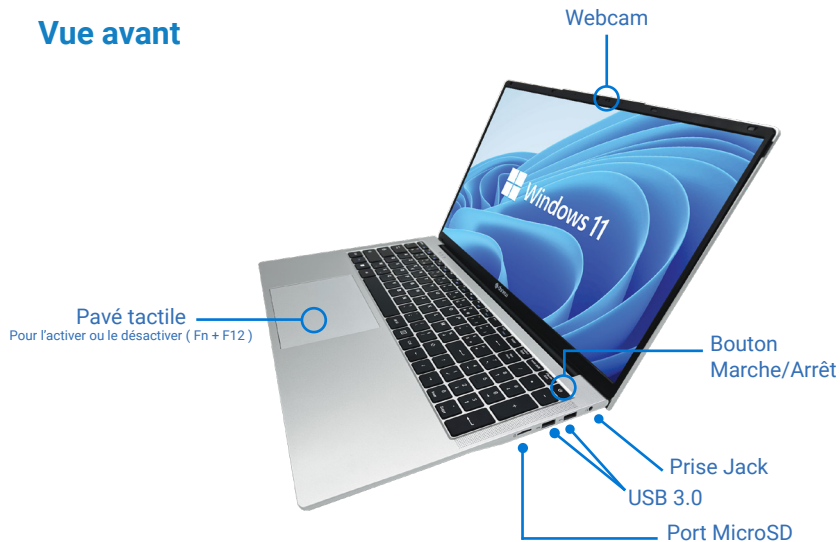 Vue avant
Webcam
Windows 11
Pavé tactile
Pour l'activer ou le désactiver ( Fn + F12 )
Bouton
Marche/Arrêt
Prise Jack
USB 3.0
Port MicroSD